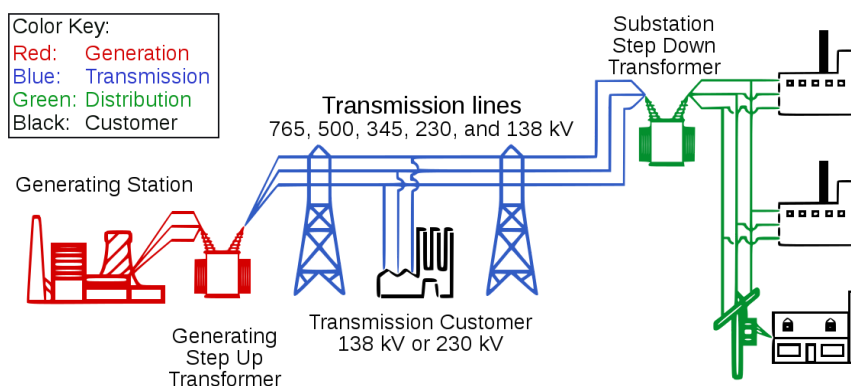 Color Key:
Red: Generation
Blue: Transmission
Green: Distribution
Black: Customer
Substation
Step Down
Transformer
Transmission lines
765, 500, 345, 230, and 138 kV
Generating Station
Generating
Step Up
Transformer
Transmission Customer
138 kV or 230 kV